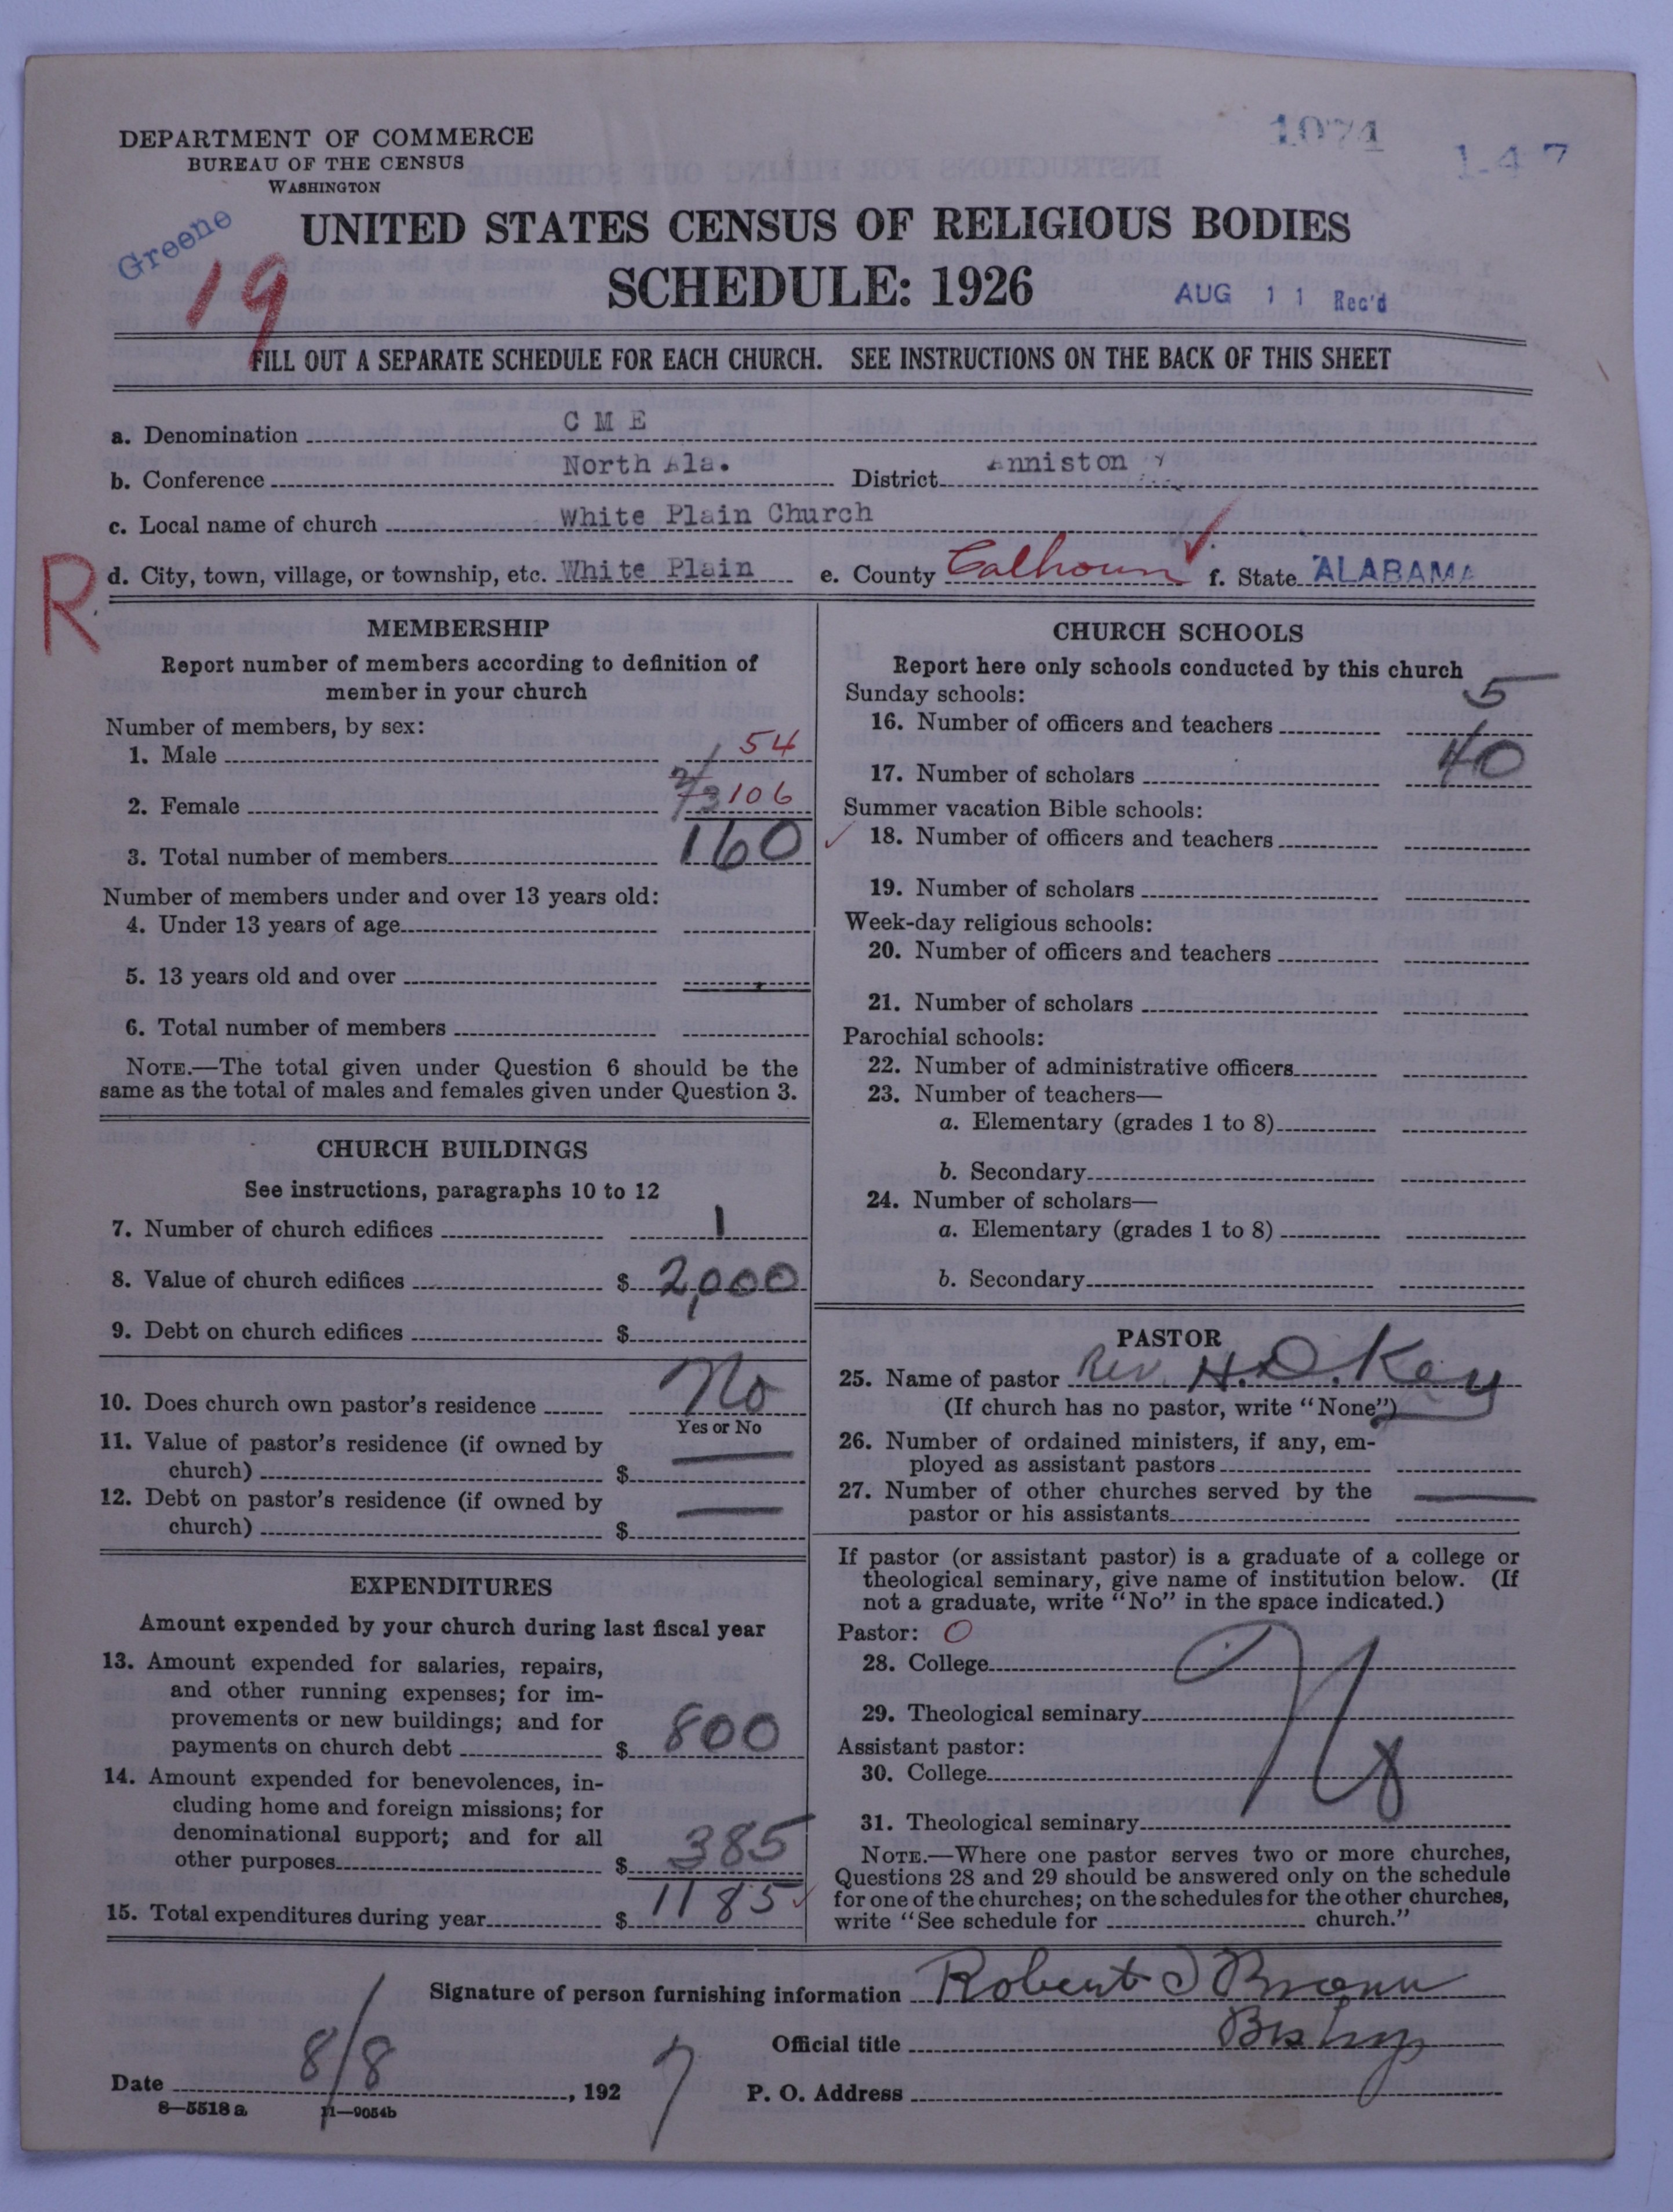 DEPARTMENT OF COMMERCE
BUREAU OF THE CENSUS
WASHINGTON
1074
1-47
Greene
19
UNITED STATES CENSUS OF RELIGIOUS BODIES
SCHEDULE: 1926
AUG 11 Rec'd
FILL OUT A SEPARATE SCHEDULE FOR EACH CHURCH. SEE INSTRUCTIONS ON THE BACK OF THIS SHEET
a. Denomination C M E
b. Conference North Ala. District Anniston
c. Local name of church White Plain Church
R
d. City, town, village, or township, etc. White Plain e. County Calhoun f. State ALABAMA
MEMBERSHIP
Report number of members according to definition of
member in your church
Number of members, by sex:
1. Male 54
2. Female 106
3. Total number of members 160
Number of members under and over 13 years old:
4. Under 13 years of age
5. 13 years old and over
6. Total number of members
NOTE.—The total given under Question 6 should be the
same as the total of males and females given under Question 3.
CHURCH BUILDINGS
See instructions, paragraphs 10 to 12
7. Number of church edifices 1
8. Value of church edifices $ 2,000
9. Debt on church edifices $
10. Does church own pastor's residence No
Yes or No
11. Value of pastor's residence (if owned by
church) $ —
12. Debt on pastor's residence (if owned by
church) $ —
EXPENDITURES
Amount expended by your church during last fiscal year
13. Amount expended for salaries, repairs,
and other running expenses; for im-
provements or new buildings; and for
payments on church debt $ 800
14. Amount expended for benevolences, in-
cluding home and foreign missions; for
denominational support; and for all
other purposes $ 385
15. Total expenditures during year $ 1185
CHURCH SCHOOLS
Report here only schools conducted by this church
Sunday schools:
16. Number of officers and teachers 5
17. Number of scholars 40
Summer vacation Bible schools:
18. Number of officers and teachers
19. Number of scholars
Week-day religious schools:
20. Number of officers and teachers
21. Number of scholars
Parochial schools:
22. Number of administrative officers
23. Number of teachers—
a. Elementary (grades 1 to 8)
b. Secondary
24. Number of scholars—
a. Elementary (grades 1 to 8)
b. Secondary
PASTOR
25. Name of pastor Rev. H.D. Key
(If church has no pastor, write "None")
26. Number of ordained ministers, if any, em-
ployed as assistant pastors
27. Number of other churches served by the
pastor or his assistants —
If pastor (or assistant pastor) is a graduate of a college or
theological seminary, give name of institution below. (If
not a graduate, write "No" in the space indicated.)
Pastor: O
28. College
29. Theological seminary
No
Assistant pastor:
30. College
31. Theological seminary
NOTE.—Where one pastor serves two or more churches,
Questions 28 and 29 should be answered only on the schedule
for one of the churches; on the schedules for the other churches,
write "See schedule for church."
Signature of person furnishing information Robert T Brown
Official title Bishop
Date 8/8, 1927 P. O. Address
8—5518 a 11—9054b